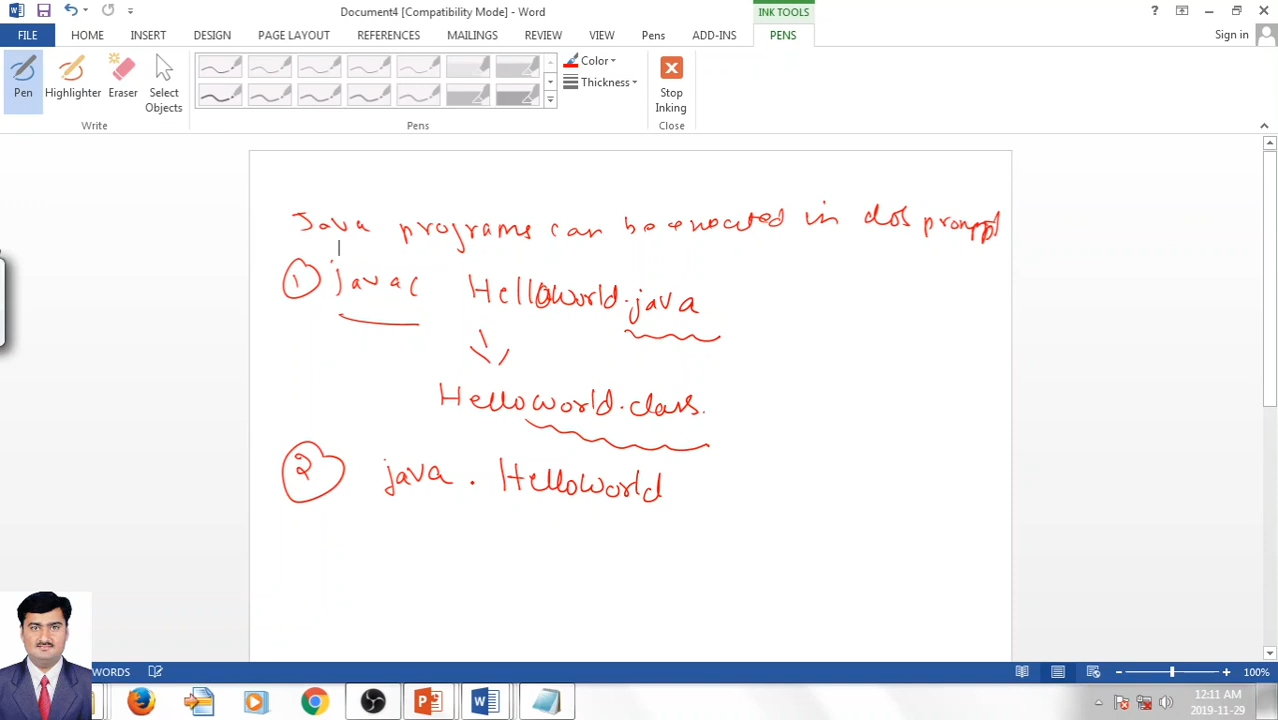 Document4 [Compatibility Mode] - Word
INK TOOLS
?
FILE HOME INSERT DESIGN PAGE LAYOUT REFERENCES MAILINGS REVIEW VIEW Pens ADD-INS PENS Sign in
Pen Highlighter Eraser Select Objects
Color
Thickness
Stop Inking
Write Pens Close
Java programs can be executed in dos promppt
1 javac HelloWorld.java
HelloWorld.class.
2 java . HelloWorld
WORDS 100%
12:11 AM
2019-11-29